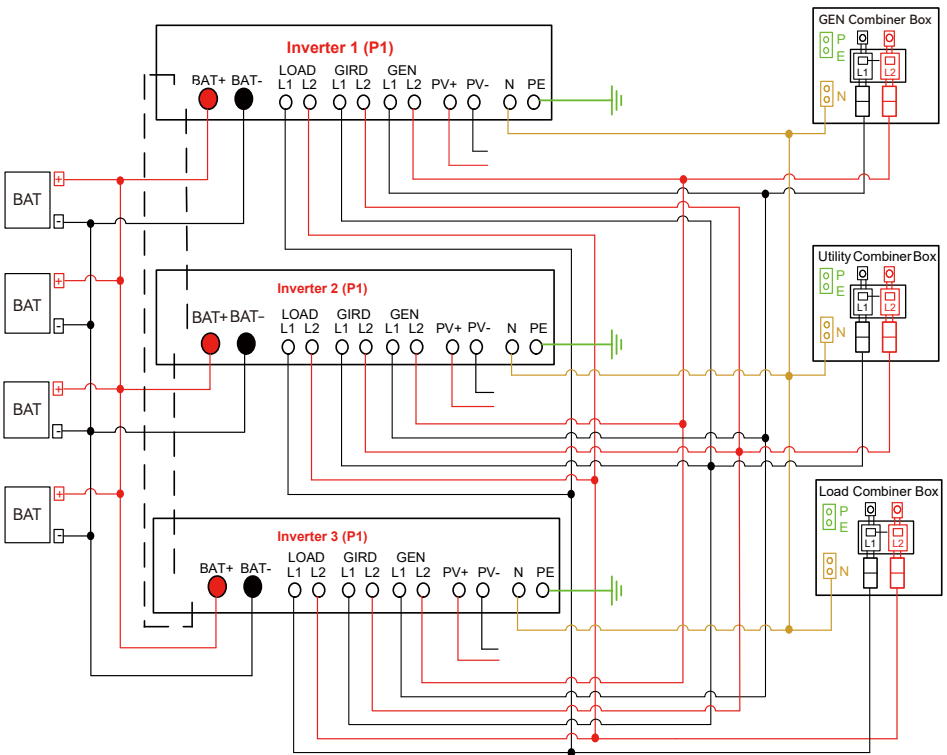 GEN Combiner Box
P
E
L1 L2
N
Inverter 1 (P1)
BAT+ BAT-
LOAD GIRD GEN
L1 L2 L1 L2 L1 L2 PV+ PV- N PE
BAT
+
-
Utility Combiner Box
P
E
L1 L2
N
Inverter 2 (P1)
BAT+ BAT-
LOAD GIRD GEN
L1 L2 L1 L2 L1 L2 PV+ PV- N PE
BAT
+
-
BAT
+
-
Load Combiner Box
P
E
L1 L2
N
Inverter 3 (P1)
BAT+ BAT-
LOAD GIRD GEN
L1 L2 L1 L2 L1 L2 PV+ PV- N PE
BAT
+
-